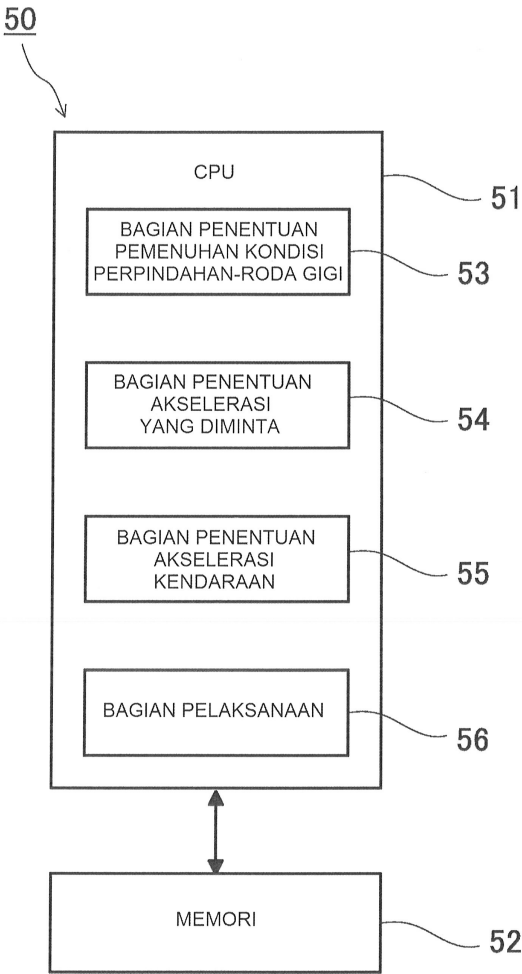 50
CPU
51
BAGIAN PENENTUAN
PEMENUHAN KONDISI
PERPINDAHAN-RODA GIGI
53
BAGIAN PENENTUAN
AKSELERASI
YANG DIMINTA
54
BAGIAN PENENTUAN
AKSELERASI
KENDARAAN
55
BAGIAN PELAKSANAAN
56
MEMORI
52